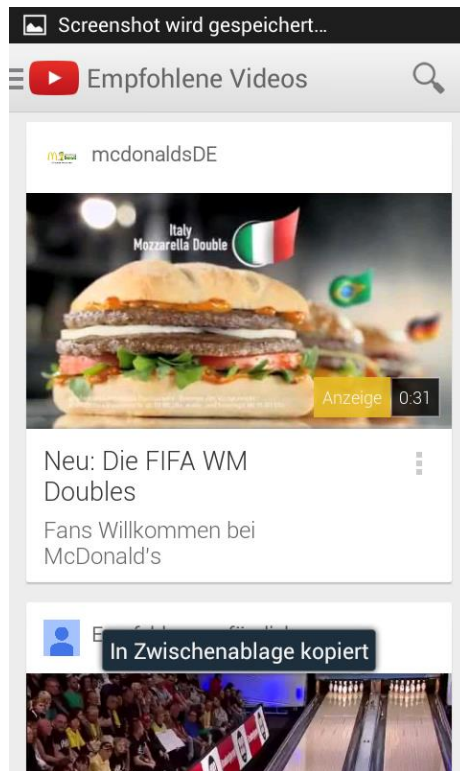 Screenshot wird gespeichert...
Empfohlene Videos
mcdonaldsDE
Italy
Mozzarella Double
Anzeige
0:31
Neu: Die FIFA WM
Doubles
Fans Willkommen bei
McDonald's
In Zwischenablage kopiert